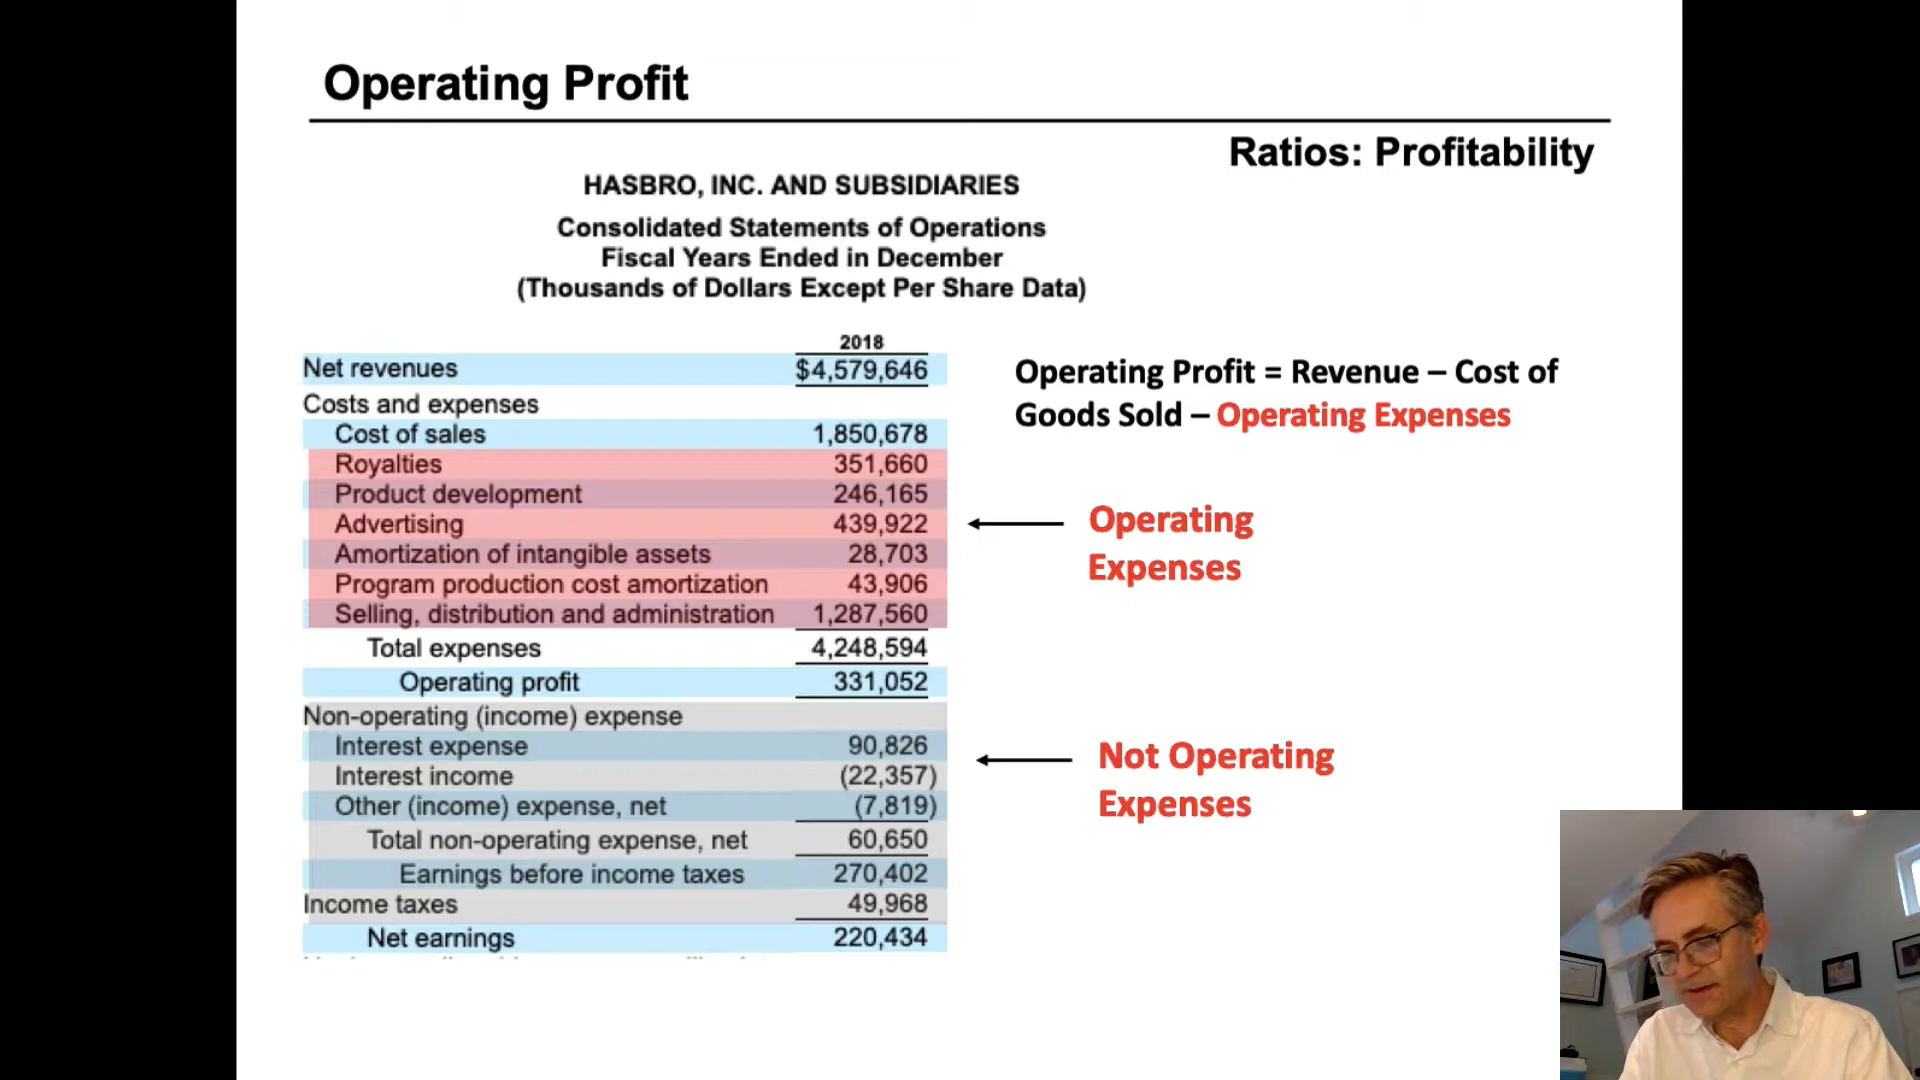 Operating Profit
Ratios: Profitability
HASBRO, INC. AND SUBSIDIARIES
Consolidated Statements of Operations
Fiscal Years Ended in December
(Thousands of Dollars Except Per Share Data)
2018
Net revenues $4,579,646
Costs and expenses
Cost of sales 1,850,678
Royalties 351,660
Product development 246,165
Advertising 439,922
Amortization of intangible assets 28,703
Program production cost amortization 43,906
Selling, distribution and administration 1,287,560
Total expenses 4,248,594
Operating profit 331,052
Non-operating (income) expense
Interest expense 90,826
Interest income (22,357)
Other (income) expense, net (7,819)
Total non-operating expense, net 60,650
Earnings before income taxes 270,402
Income taxes 49,968
Net earnings 220,434
Operating Profit = Revenue – Cost of
Goods Sold – Operating Expenses
Operating
Expenses
Not Operating
Expenses